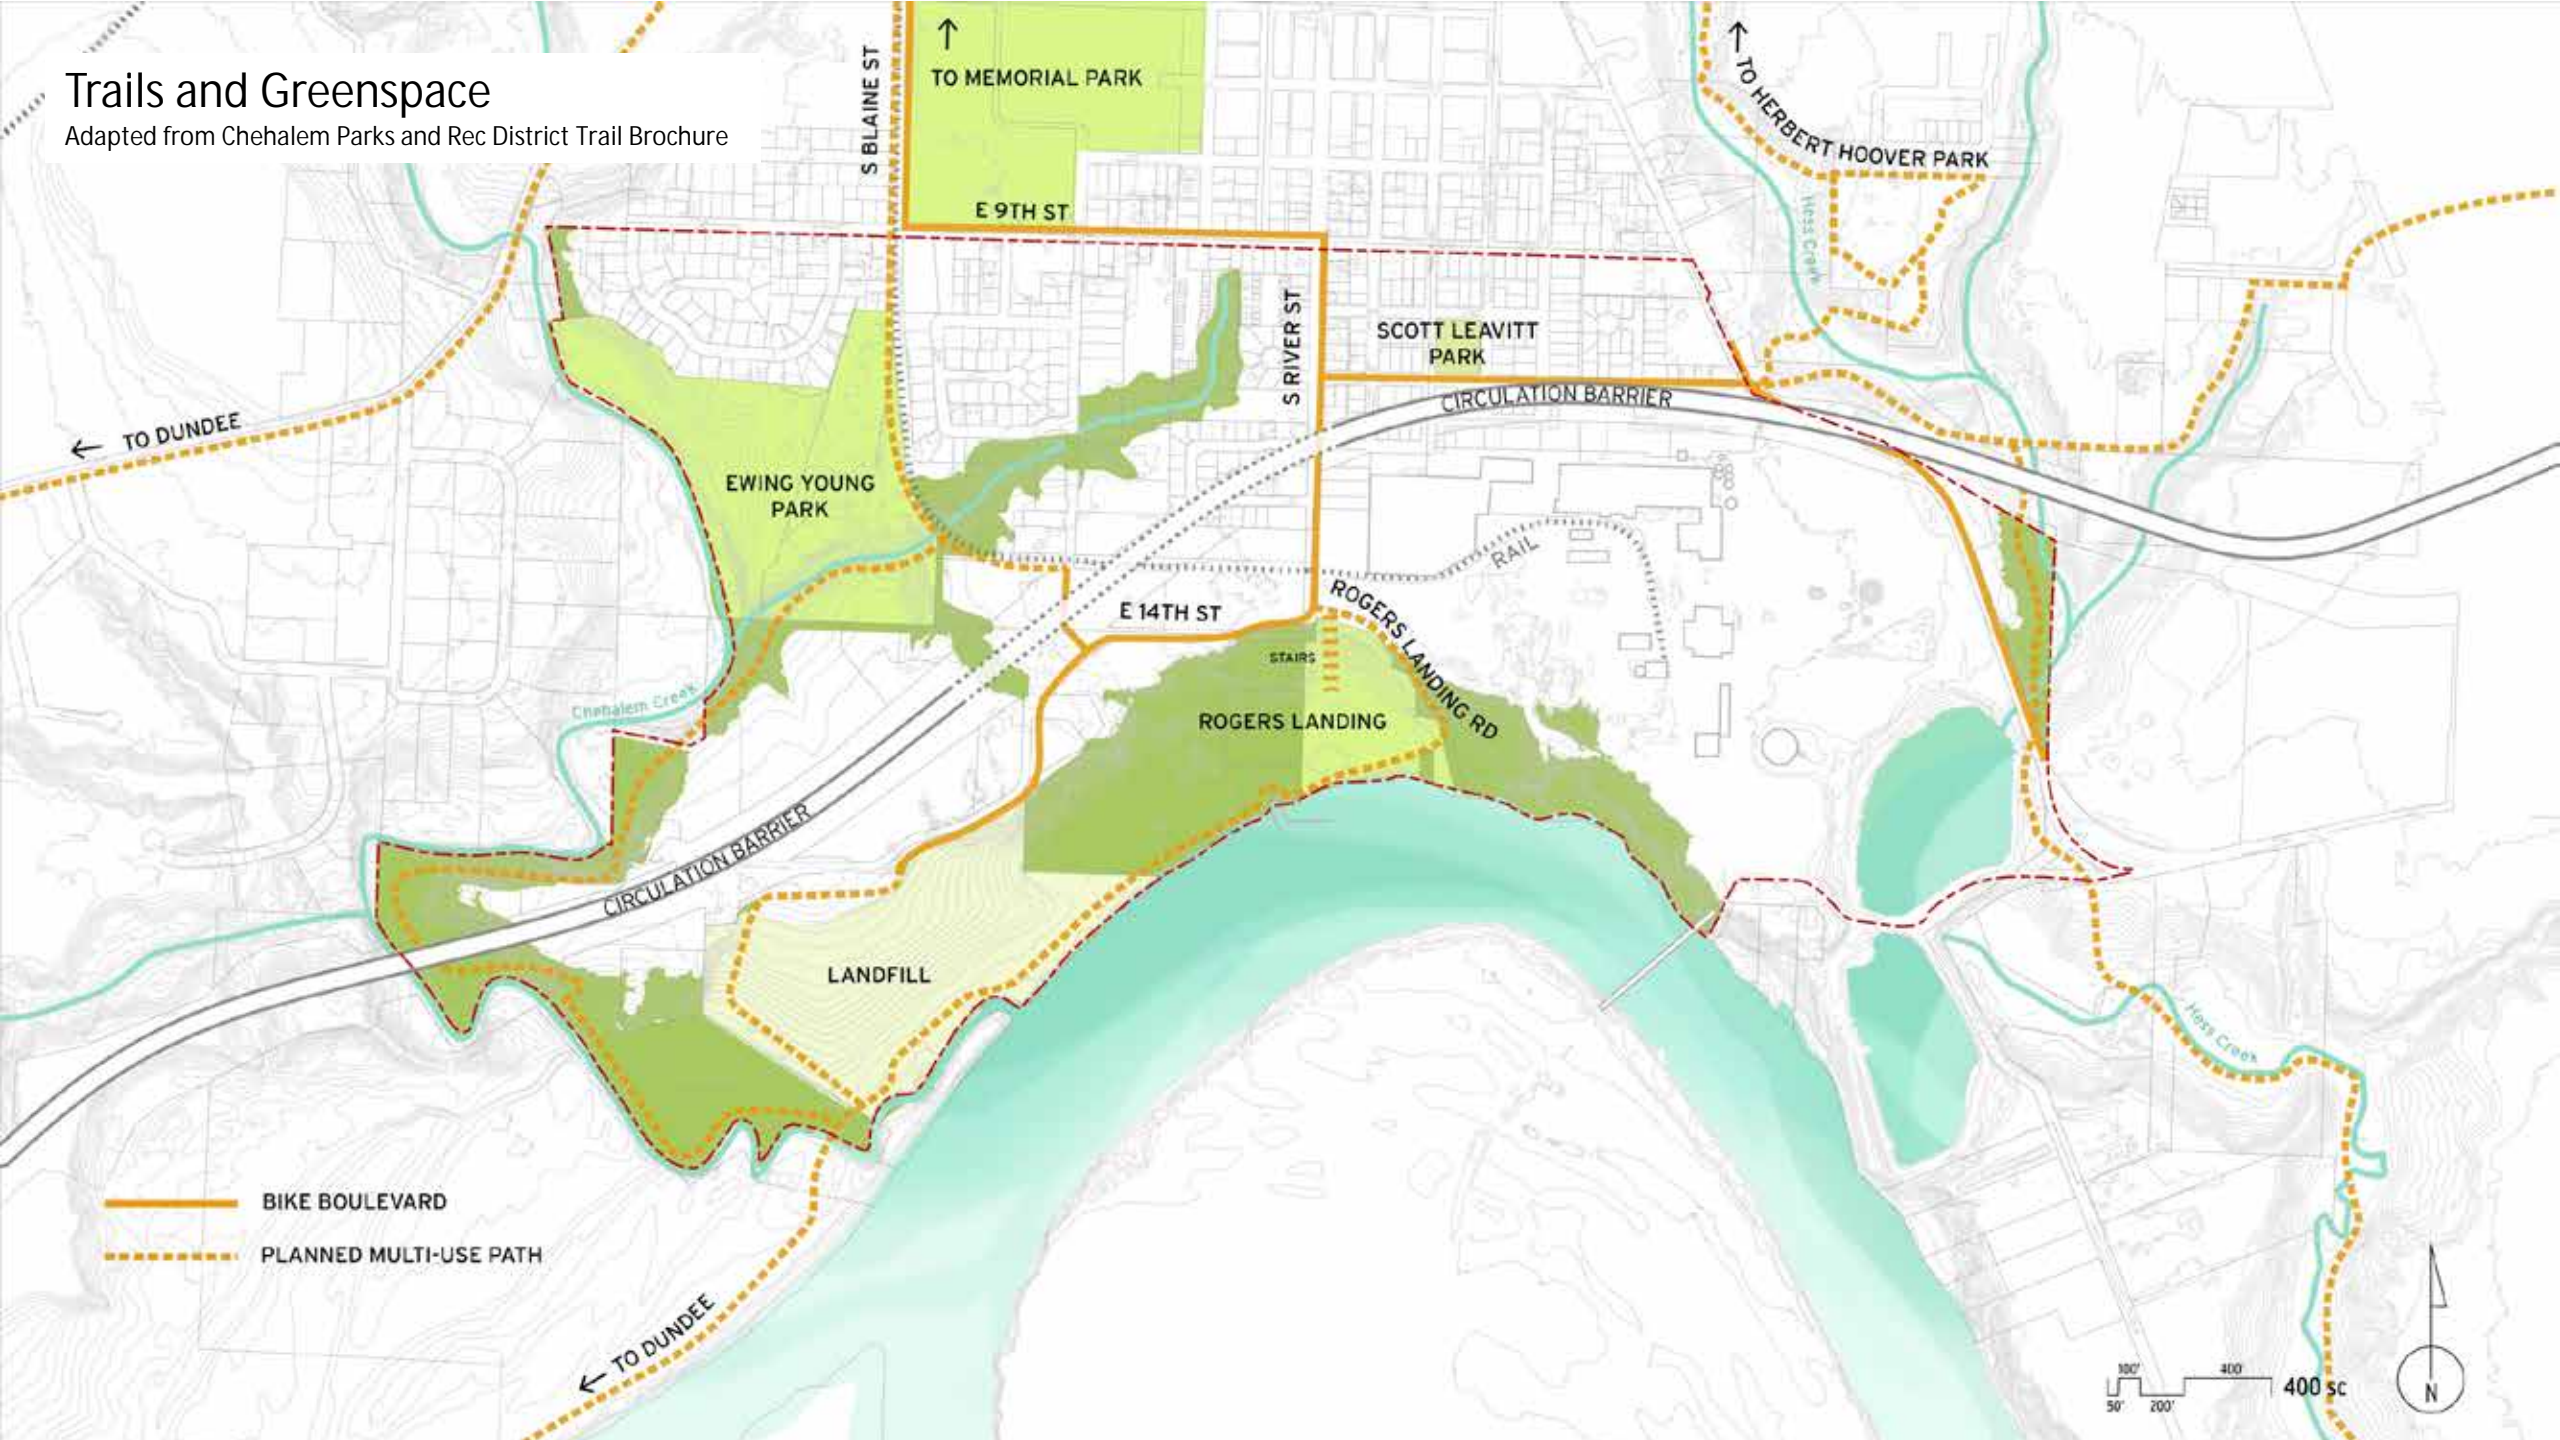 Trails and Greenspace
Adapted from Chehalem Parks and Rec District Trail Brochure
S BLAINE ST
TO MEMORIAL PARK
TO HERBERT HOOVER PARK
E 9TH ST
Hess Creek
S RIVER ST
SCOTT LEAVITT
PARK
CIRCULATION BARRIER
TO DUNDEE
EWING YOUNG
PARK
RAIL
E 14TH ST
ROGERS LANDING RD
STAIRS
Chehalem Creek
ROGERS LANDING
CIRCULATION BARRIER
LANDFILL
Hess Creek
BIKE BOULEVARD
PLANNED MULTI-USE PATH
TO DUNDEE
100' 400'
400 SC
50' 200'
N